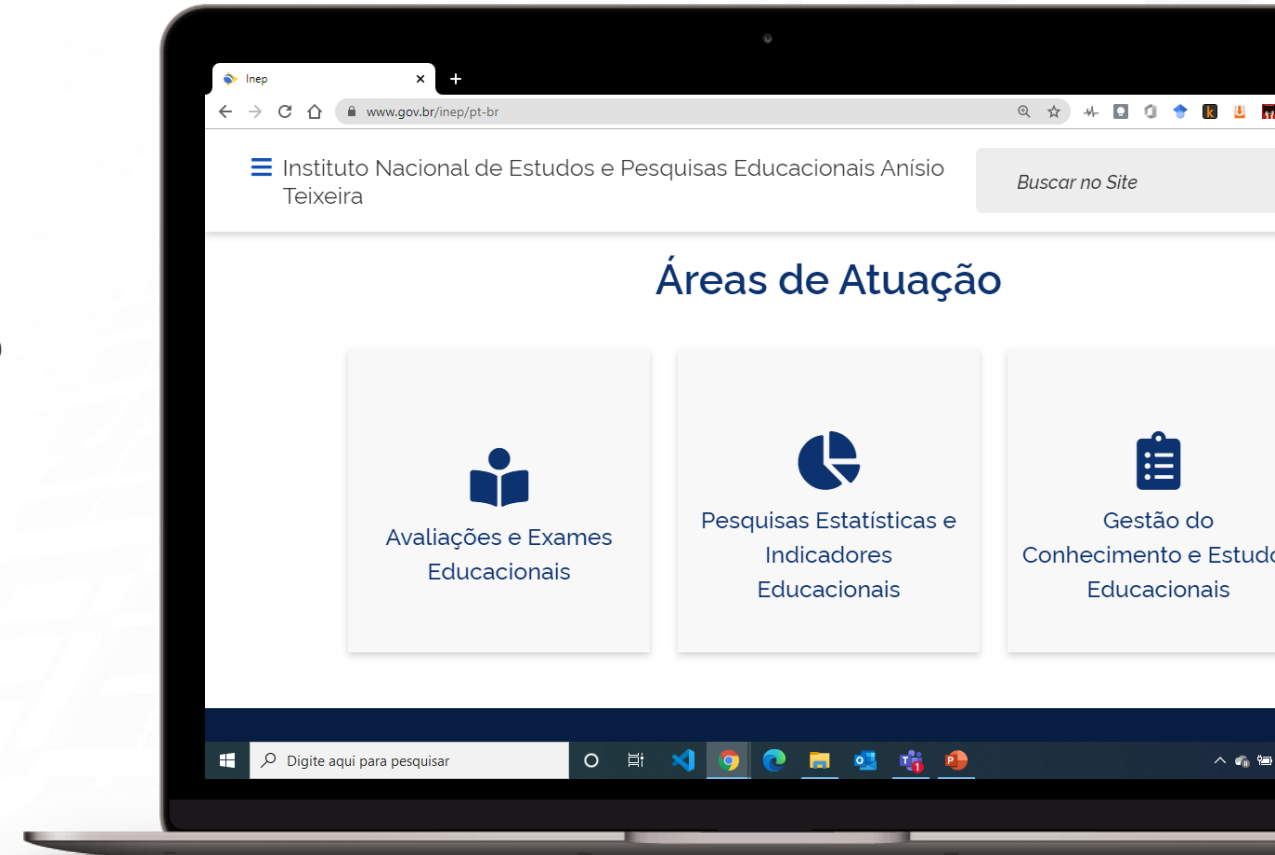 Inep
www.gov.br/inep/pt-br
Instituto Nacional de Estudos e Pesquisas Educacionais Anísio
Teixeira
Buscar no Site
Áreas de Atuação
Avaliações e Exames
Educacionais
Pesquisas Estatísticas e
Indicadores
Educacionais
Gestão do
Conhecimento e Estudo
Educacionais
Digite aqui para pesquisar